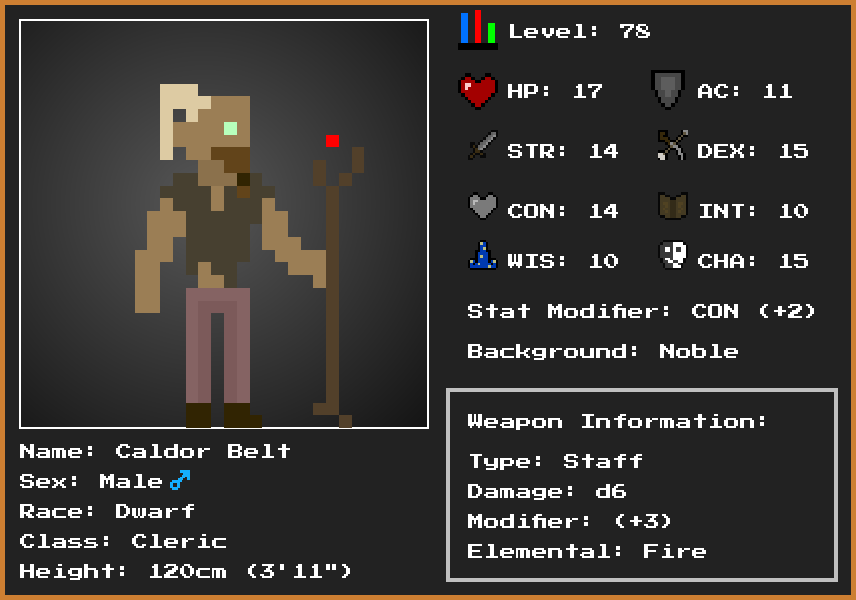 Level: 78
HP: 17
AC: 11
STR: 14
DEX: 15
CON: 14
INT: 10
WIS: 10
CHA: 15
Stat Modifier: CON (+2)
Background: Noble
Weapon Information:
Type: Staff
Damage: d6
Modifier: (+3)
Elemental: Fire
Name: Caldor Belt
Sex: Male♂
Race: Dwarf
Class: Cleric
Height: 120cm (3'11")